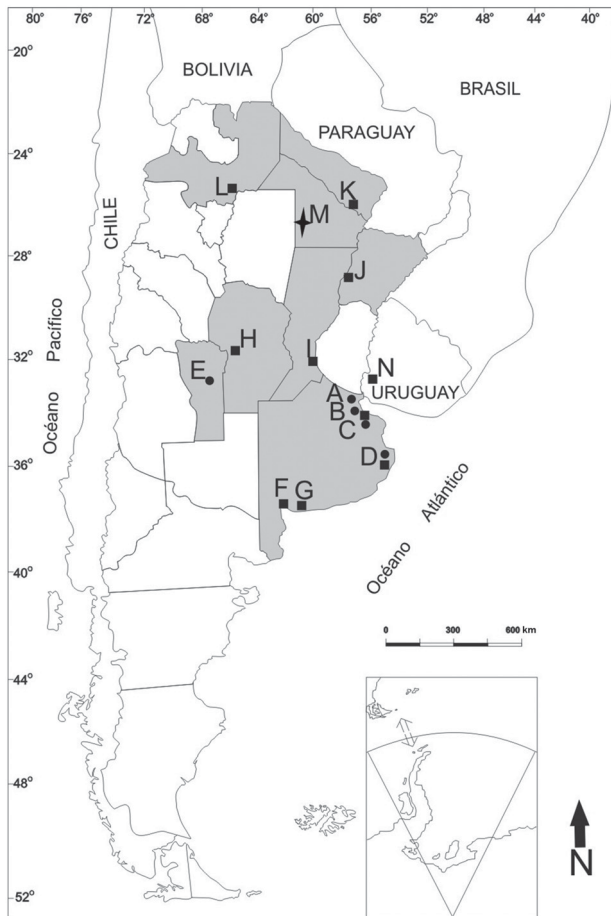 80° 76° 72° 68° 64° 60° 56° 52° 48° 44° 40°
20°
24°
28°
32°
36°
40°
44°
48°
52°
BOLIVIA
BRASIL
PARAGUAY
CHILE
Océano Pacífico
L
K
M
J
H
I
E
N
URUGUAY
A
B
C
D
F
G
Océano Atlántico
0 300 600 km
N